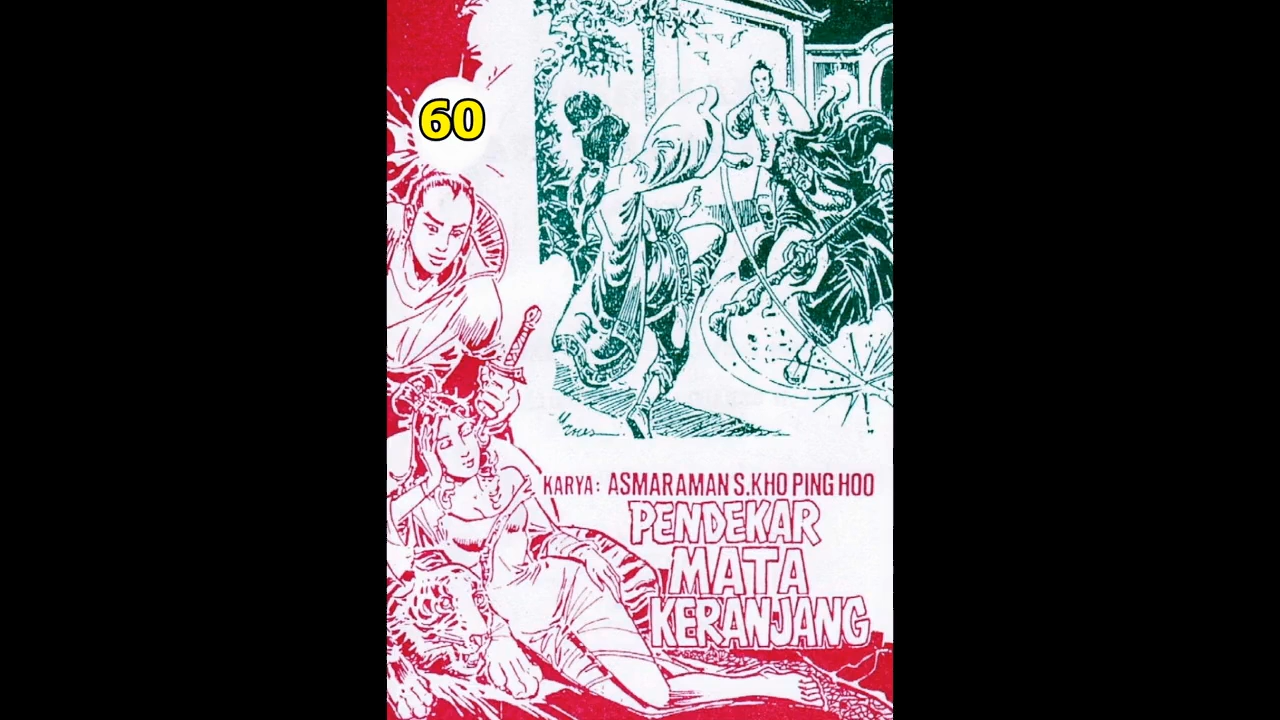 60
KARYA: ASMARAMAN S.KHO PING HOO
PENDEKAR
MATA
KERANJANG